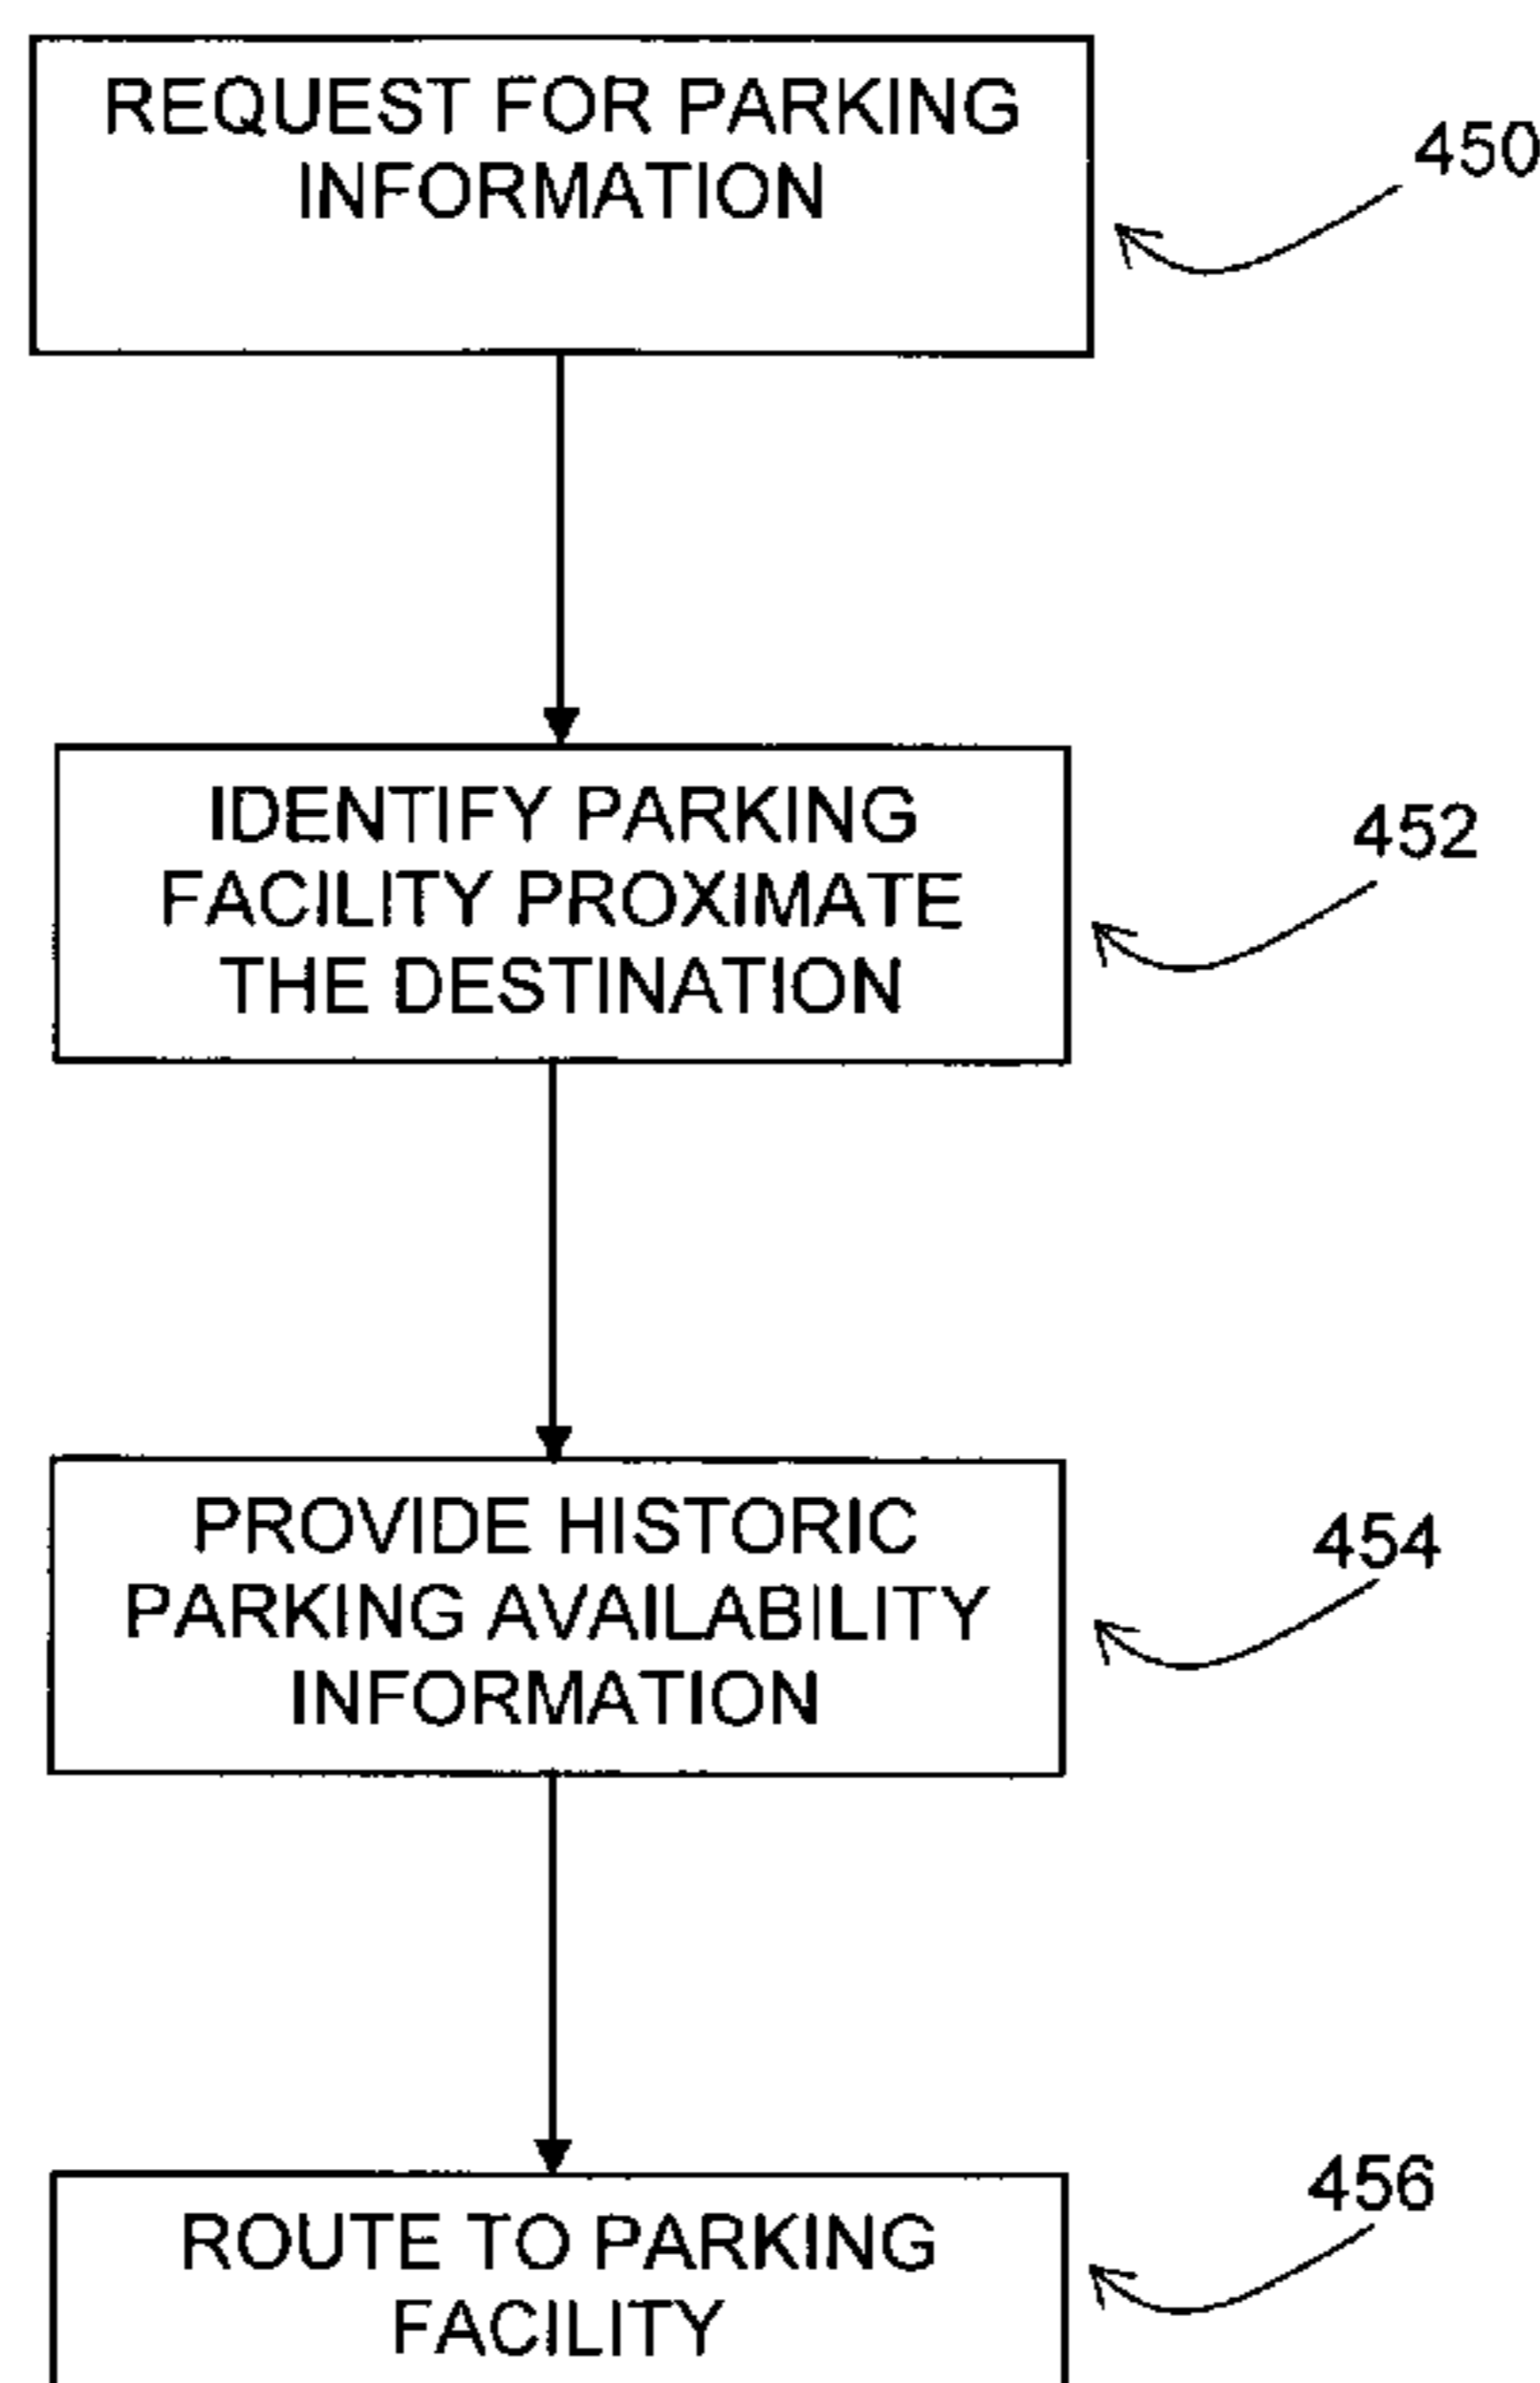 REQUEST FOR PARKING
INFORMATION
450
IDENTIFY PARKING
FACILITY PROXIMATE
THE DESTINATION
452
PROVIDE HISTORIC
PARKING AVAILABILITY
INFORMATION
454
ROUTE TO PARKING
FACILITY
456